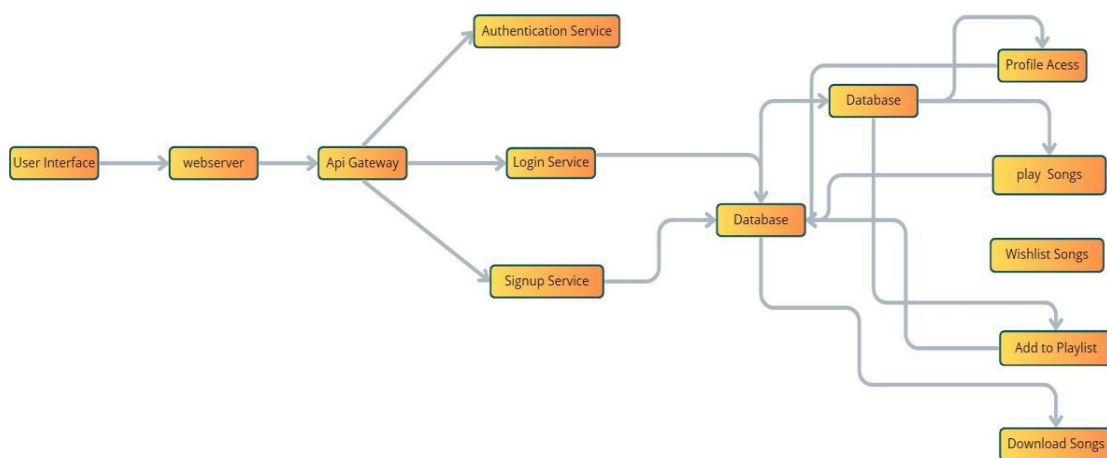 Authentication Service
Profile Acess
Database
User Interface
webserver
Api Gateway
Login Service
play Songs
Database
Wishlist Songs
Signup Service
Add to Playlist
Download Songs